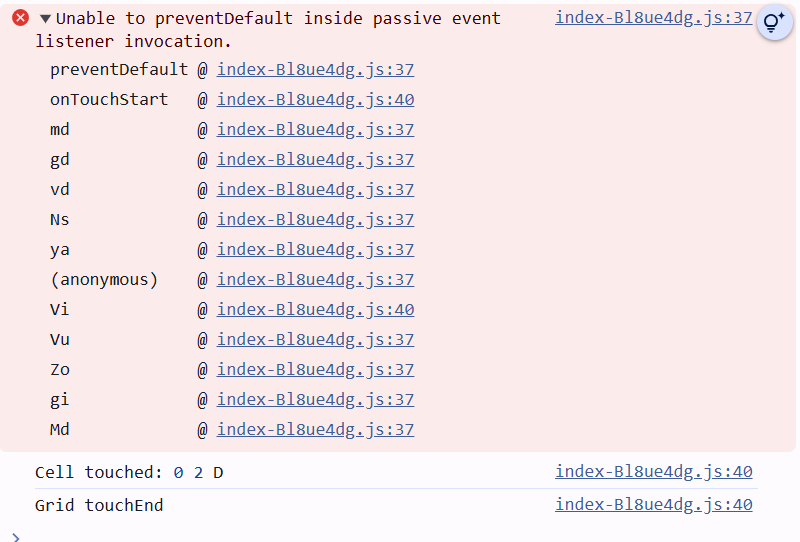 Unable to preventDefault inside passive event index-Bl8ue4dg.js:37
listener invocation.
preventDefault @ index-Bl8ue4dg.js:37
onTouchStart @ index-Bl8ue4dg.js:40
md @ index-Bl8ue4dg.js:37
gd @ index-Bl8ue4dg.js:37
vd @ index-Bl8ue4dg.js:37
Ns @ index-Bl8ue4dg.js:37
ya @ index-Bl8ue4dg.js:37
(anonymous) @ index-Bl8ue4dg.js:37
Vi @ index-Bl8ue4dg.js:40
Vu @ index-Bl8ue4dg.js:37
Zo @ index-Bl8ue4dg.js:37
gi @ index-Bl8ue4dg.js:37
Md @ index-Bl8ue4dg.js:37
Cell touched: 0 2 D index-Bl8ue4dg.js:40
Grid touchEnd index-Bl8ue4dg.js:40